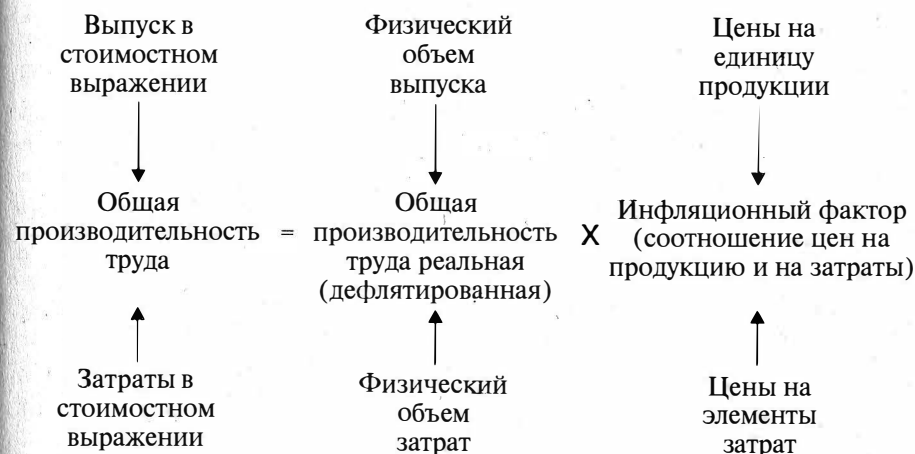 Выпуск в
стоимостном
выражении
Физический
объем
выпуска
Цены на
единицу
продукции
Общая
производительность
труда
=
Общая
производительность
труда реальная
(дефлятированная)
X
Инфляционный фактор
(соотношение цен на
продукцию и на затраты)
Затраты в
стоимостном
выражении
Физический
объем
затрат
Цены на
элементы
затрат